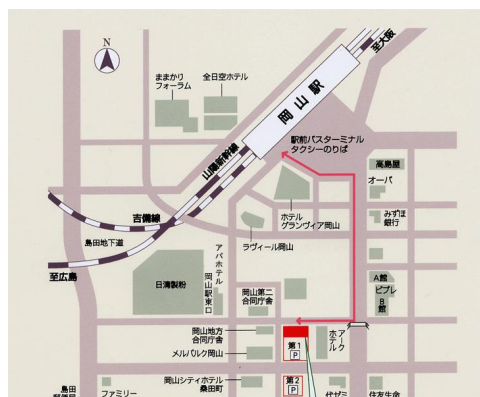 N
至大阪
ままかり
フォーラム
全日空ホテル
岡山駅
駅前バスターミナル
タクシーのりば
山陽新幹線
高島屋
オーパ
吉備線
ホテル
グランヴィア岡山
みずほ
銀行
島田地下道
ラヴィール岡山
至広島
日清製粉
アパホテル
岡山駅東口
A館
ビブレ
B館
岡山第二
合同庁舎
岡山地方
合同庁舎
第1
P
アークホテル
メルパルク岡山
岡山シティホテル
桑田町
第2
P
ファミリー
代ゼミ
住友生命
島田